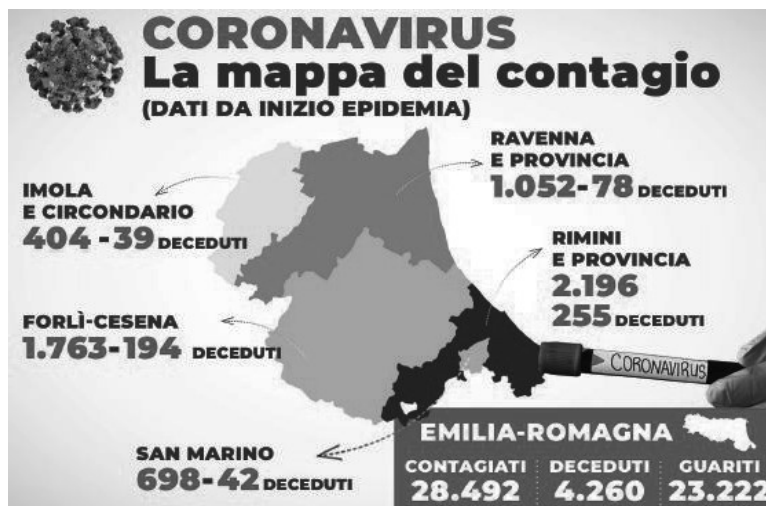 CORONAVIRUS
La mappa del contagio
(DATI DA INIZIO EPIDEMIA)
RAVENNA
E PROVINCIA
1.052-78 DECEDUTI
IMOLA
E CIRCONDARIO
404 -39 DECEDUTI
RIMINI
E PROVINCIA
2.196
255 DECEDUTI
FORLÌ-CESENA
1.763-194 DECEDUTI
CORONAVIRUS
SAN MARINO
698-42 DECEDUTI
EMILIA-ROMAGNA
CONTAGIATI DECEDUTI GUARITI
28.492 4.260 23.222